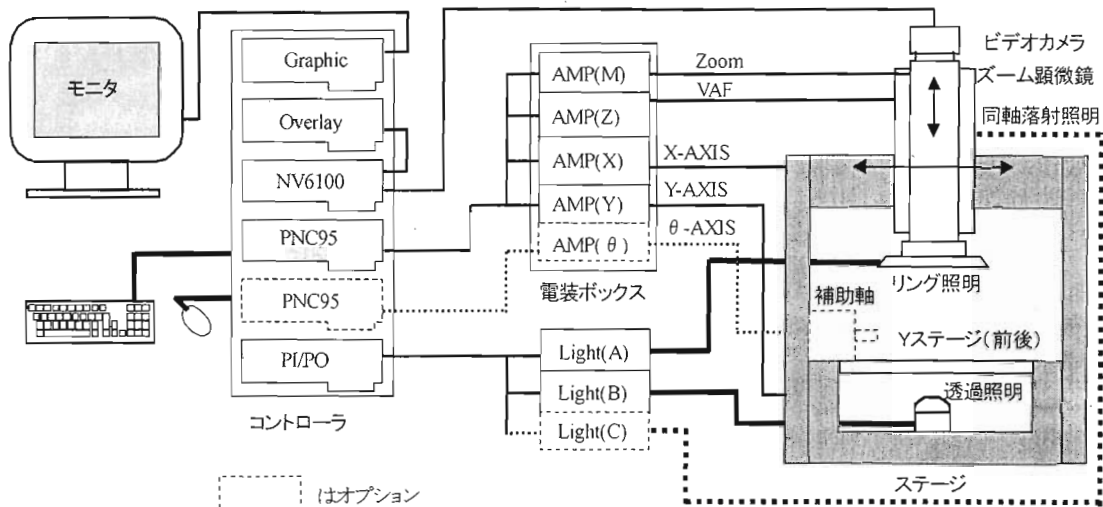 モニタ
Graphic
Overlay
NV6100
PNC95
PNC95
PI/PO
コントローラ
AMP(M)
AMP(Z)
AMP(X)
AMP(Y)
AMP(θ)
電装ボックス
Light(A)
Light(B)
Light(C)
Zoom
VAF
X-AXIS
Y-AXIS
θ-AXIS
ビデオカメラ
ズーム顕微鏡
同軸落射照明
リング照明
補助軸
Yステージ(前後)
透過照明
ステージ
はオプション